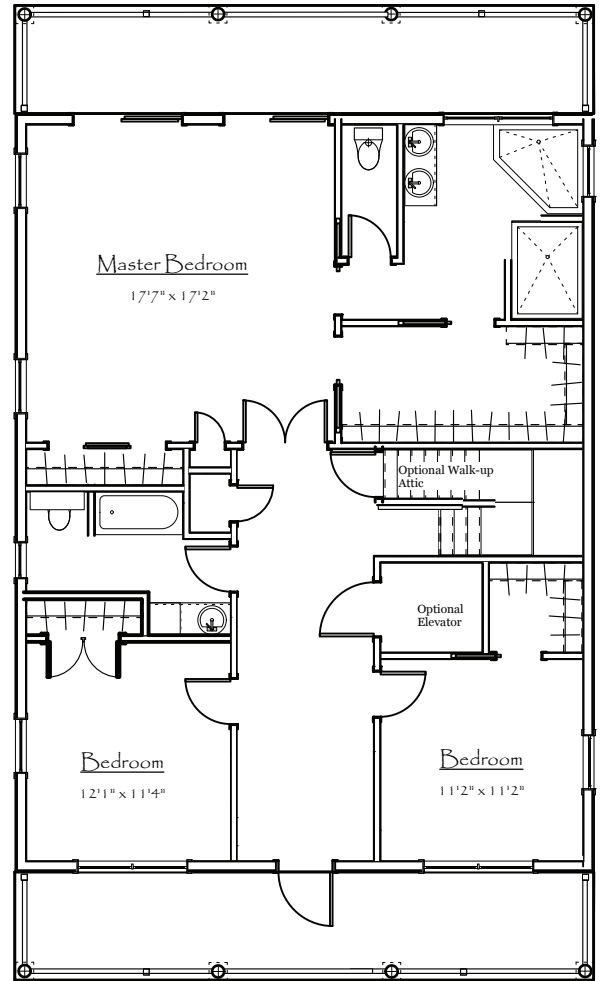 Master Bedroom
17'7" x 17'2"
Optional Walk-up
Attic
Optional
Elevator
Bedroom
12'1" x 11'4"
Bedroom
11'2" x 11'2"